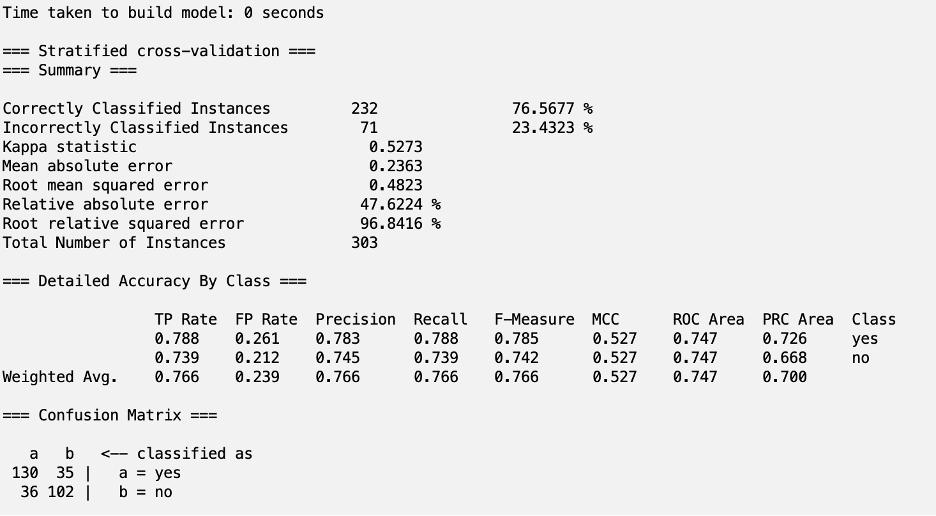 Time taken to build model: 0 seconds
=== Stratified cross-validation ===
=== Summary ===
Correctly Classified Instances 232 76.5677 %
Incorrectly Classified Instances 71 23.4323 %
Kappa statistic 0.5273
Mean absolute error 0.2363
Root mean squared error 0.4823
Relative absolute error 47.6224 %
Root relative squared error 96.8416 %
Total Number of Instances 303
=== Detailed Accuracy By Class ===
TP Rate FP Rate Precision Recall F-Measure MCC ROC Area PRC Area Class
0.788 0.261 0.783 0.788 0.785 0.527 0.747 0.726 yes
0.739 0.212 0.745 0.739 0.742 0.527 0.747 0.668 no
Weighted Avg. 0.766 0.239 0.766 0.766 0.766 0.527 0.747 0.700
=== Confusion Matrix ===
a b <-- classified as
130 35 | a = yes
36 102 | b = no